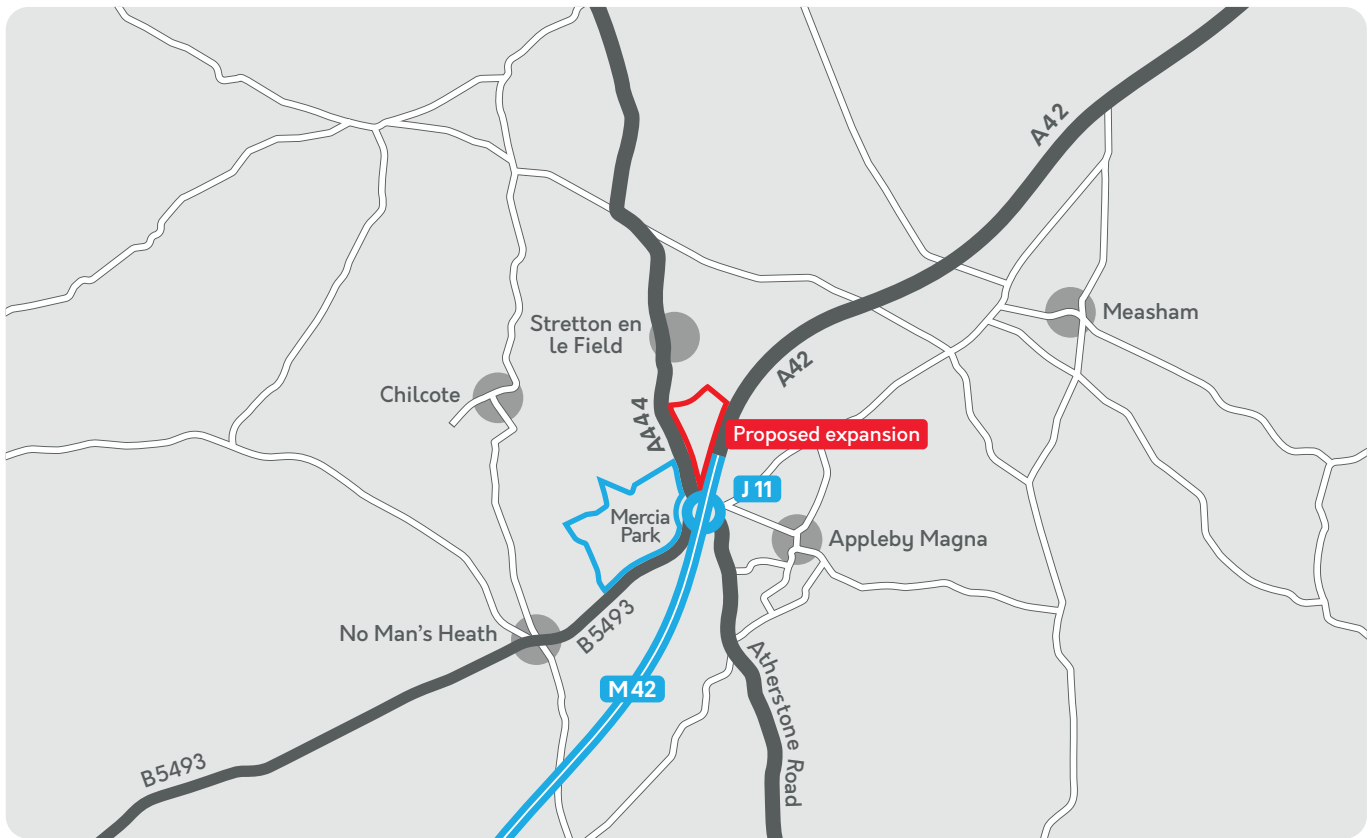 A42
Measham
Stretton en
le Field
A42
Chilcote
A444
Proposed expansion
J 11
Mercia
Park
Appleby Magna
No Man's Heath
B5493
M42
Atherstone Road
B5493